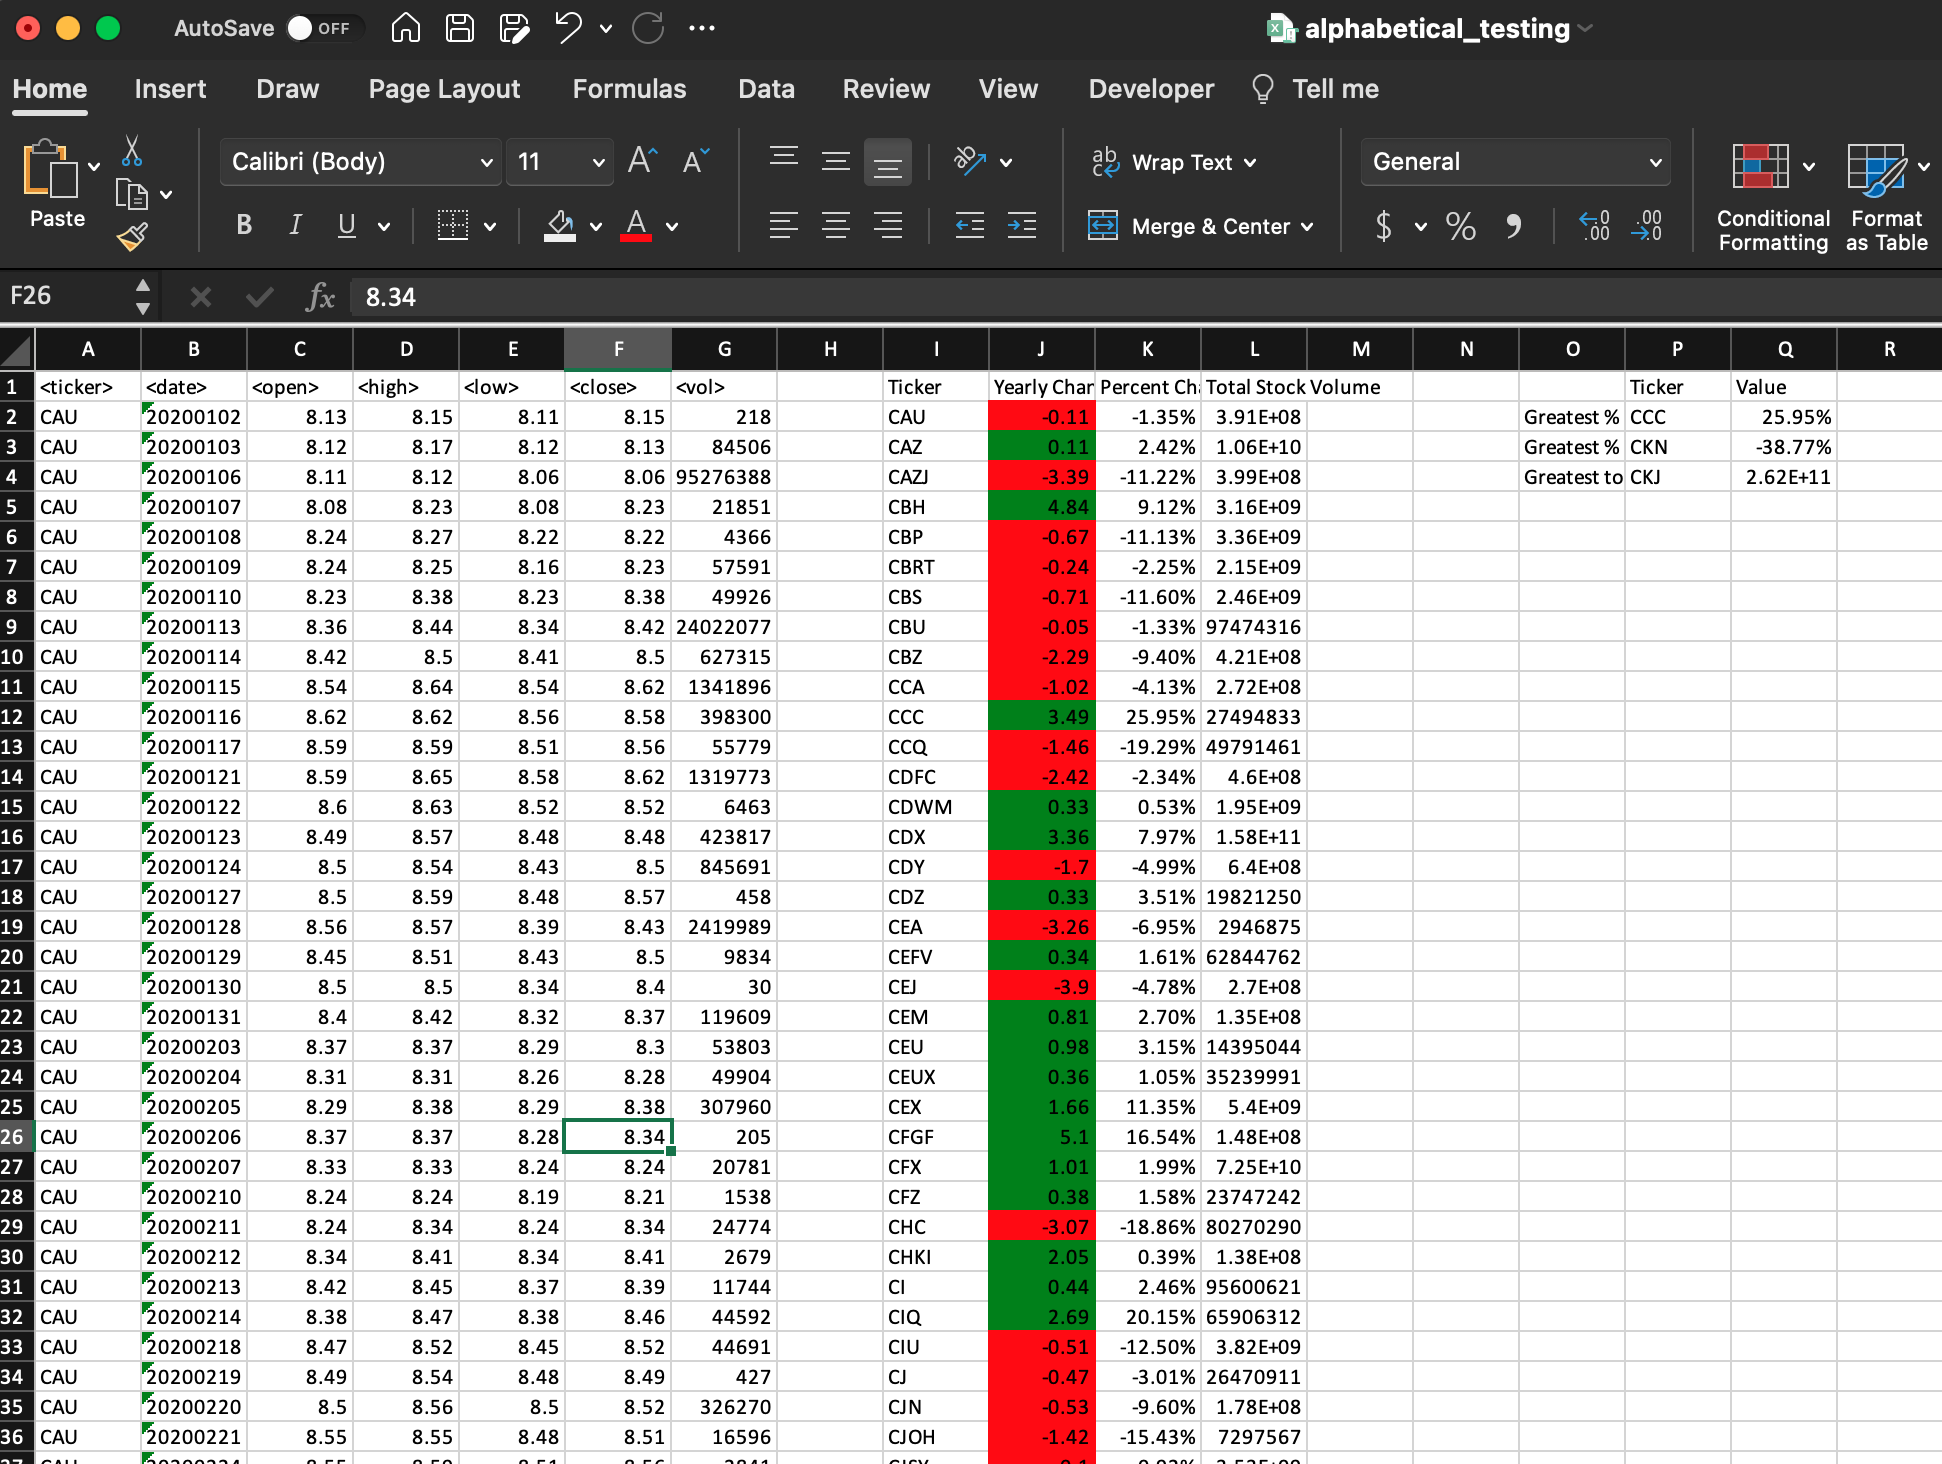 AutoSave OFF alphabetical_testing
Home Insert Draw Page Layout Formulas Data Review View Developer Tell me
Paste Calibri (Body) 11 Wrap Text General Conditional Formatting Format as Table
B I U Merge & Center $ % 
F26 fx 8.34
A B C D E F G H I J K L M N O P Q R
1 <ticker> <date> <open> <high> <low> <close> <vol> Ticker Yearly Chan Percent Ch Total Stock Volume Ticker Value
2 CAU 20200102 8.13 8.15 8.11 8.15 218 CAU -0.11 -1.35% 3.91E+08 Greatest % CCC 25.95%
3 CAU 20200103 8.12 8.17 8.12 8.13 84506 CAZ 0.11 2.42% 1.06E+10 Greatest % CKN -38.77%
4 CAU 20200106 8.11 8.12 8.06 8.06 95276388 CAZJ -3.39 -11.22% 3.99E+08 Greatest to CKJ 2.62E+11
5 CAU 20200107 8.08 8.23 8.08 8.23 21851 CBH 4.84 9.12% 3.16E+09
6 CAU 20200108 8.24 8.27 8.22 8.22 4366 CBP -0.67 -11.13% 3.36E+09
7 CAU 20200109 8.24 8.25 8.16 8.23 57591 CBRT -0.24 -2.25% 2.15E+09
8 CAU 20200110 8.23 8.38 8.23 8.38 49926 CBS -0.71 -11.60% 2.46E+09
9 CAU 20200113 8.36 8.44 8.34 8.42 24022077 CBU -0.05 -1.33% 97474316
10 CAU 20200114 8.42 8.5 8.41 8.5 627315 CBZ -2.29 -9.40% 4.21E+08
11 CAU 20200115 8.54 8.64 8.54 8.62 1341896 CCA -1.02 -4.13% 2.72E+08
12 CAU 20200116 8.62 8.62 8.56 8.58 398300 CCC 3.49 25.95% 27494833
13 CAU 20200117 8.59 8.59 8.51 8.56 55779 CCQ -1.46 -19.29% 49791461
14 CAU 20200121 8.59 8.65 8.58 8.62 1319773 CDFC -2.42 -2.34% 4.6E+08
15 CAU 20200122 8.6 8.63 8.52 8.52 6463 CDWM 0.33 0.53% 1.95E+09
16 CAU 20200123 8.49 8.57 8.48 8.48 423817 CDX 3.36 7.97% 1.58E+11
17 CAU 20200124 8.5 8.54 8.43 8.5 845691 CDY -1.7 -4.99% 6.4E+08
18 CAU 20200127 8.5 8.59 8.48 8.57 458 CDZ 0.33 3.51% 19821250
19 CAU 20200128 8.56 8.57 8.39 8.43 2419989 CEA -3.26 -6.95% 2946875
20 CAU 20200129 8.45 8.51 8.43 8.5 9834 CEFV 0.34 1.61% 62844762
21 CAU 20200130 8.5 8.5 8.34 8.4 30 CEJ -3.9 -4.78% 2.7E+08
22 CAU 20200131 8.4 8.42 8.32 8.37 119609 CEM 0.81 2.70% 1.35E+08
23 CAU 20200203 8.37 8.37 8.29 8.3 53803 CEU 0.98 3.15% 14395044
24 CAU 20200204 8.31 8.31 8.26 8.28 49904 CEUX 0.36 1.05% 35239991
25 CAU 20200205 8.29 8.38 8.29 8.38 307960 CEX 1.66 11.35% 5.4E+09
26 CAU 20200206 8.37 8.37 8.28 8.34 205 CFGF 5.1 16.54% 1.48E+08
27 CAU 20200207 8.33 8.33 8.24 8.24 20781 CFX 1.01 1.99% 7.25E+10
28 CAU 20200210 8.24 8.24 8.19 8.21 1538 CFZ 0.38 1.58% 23747242
29 CAU 20200211 8.24 8.34 8.24 8.34 24774 CHC -3.07 -18.86% 80270290
30 CAU 20200212 8.34 8.41 8.34 8.41 2679 CHKI 2.05 0.39% 1.38E+08
31 CAU 20200213 8.42 8.45 8.37 8.39 11744 CI 0.44 2.46% 95600621
32 CAU 20200214 8.38 8.47 8.38 8.46 44592 CIQ 2.69 20.15% 65906312
33 CAU 20200218 8.47 8.52 8.45 8.52 44691 CIU -0.51 -12.50% 3.82E+09
34 CAU 20200219 8.49 8.54 8.48 8.49 427 CJ -0.47 -3.01% 26470911
35 CAU 20200220 8.5 8.56 8.5 8.52 326270 CJN -0.53 -9.60% 1.78E+08
36 CAU 20200221 8.55 8.55 8.48 8.51 16596 CJOH -1.42 -15.43% 7297567